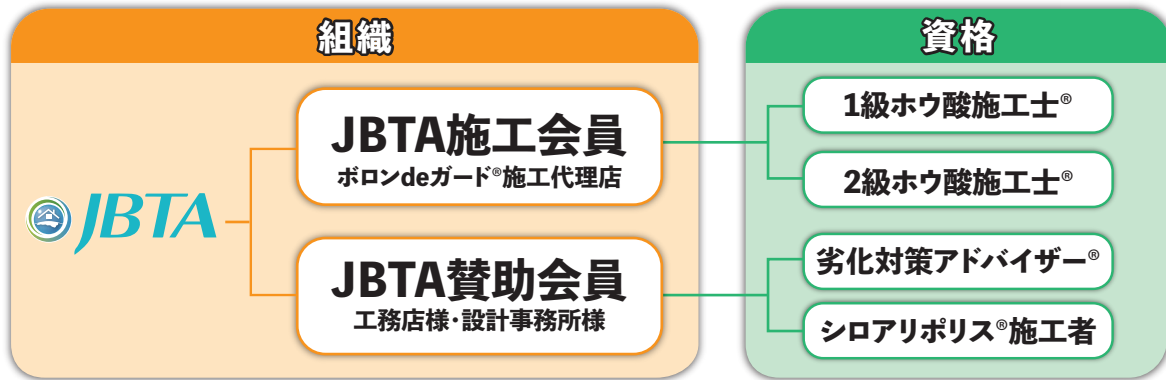 組織
資格
JBTA
JBTA施工会員
ボロンdeガード®施工代理店
JBTA賛助会員
工務店様・設計事務所様
1級ホウ酸施工士®
2級ホウ酸施工士®
劣化対策アドバイザー®
シロアリポリス®施工者